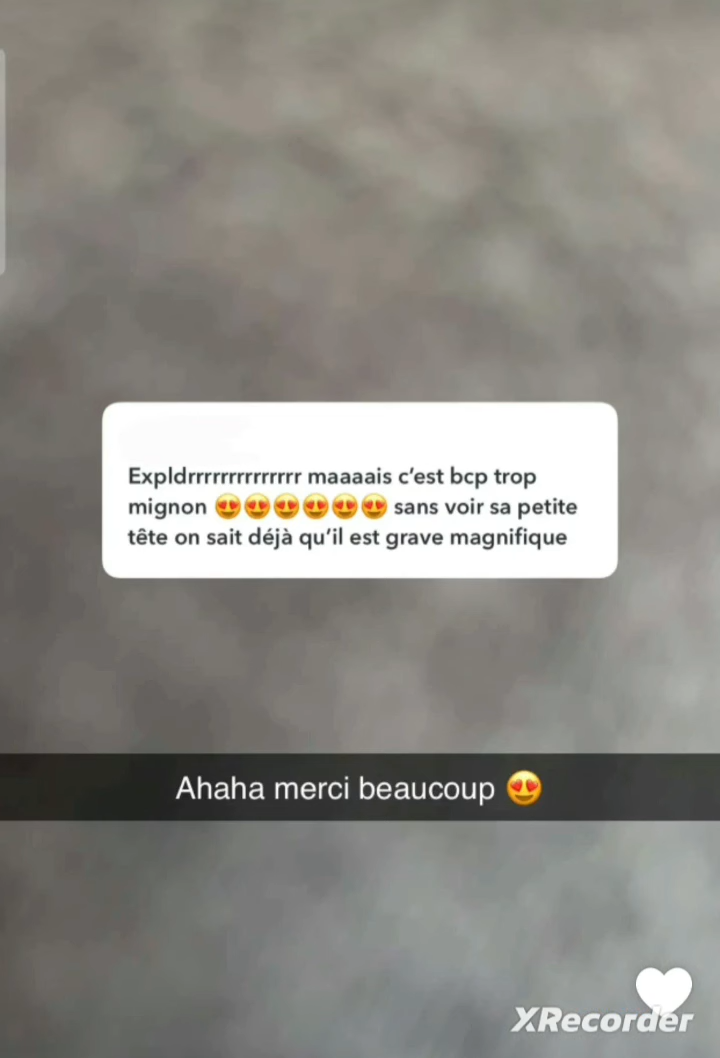 Expldrrrrrrrrrrrrrr maaaais c’est bcp trop
mignon 😍😍😍😍😍😍 sans voir sa petite
tête on sait déjà qu’il est grave magnifique
Ahaha merci beaucoup 😍
XRecorder